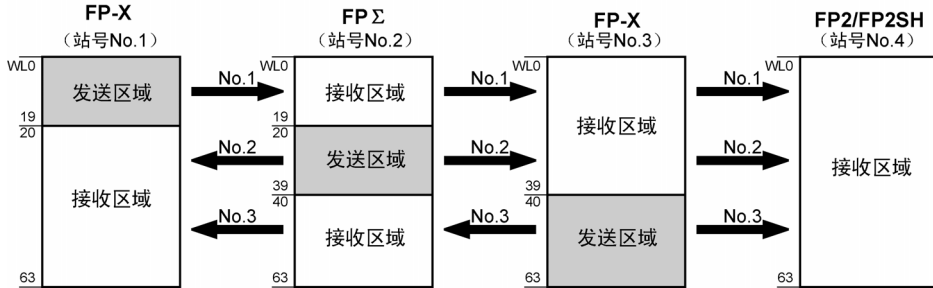 FP-X
(站号No.1)
WL0
发送区域
19
20
接收区域
63
No.1
No.2
No.3
FPΣ
(站号No.2)
WL0
接收区域
19
20
发送区域
39
40
接收区域
63
No.1
No.2
No.3
FP-X
(站号No.3)
WL0
接收区域
39
40
发送区域
63
No.1
No.2
No.3
FP2/FP2SH
(站号No.4)
WL0
接收区域
63